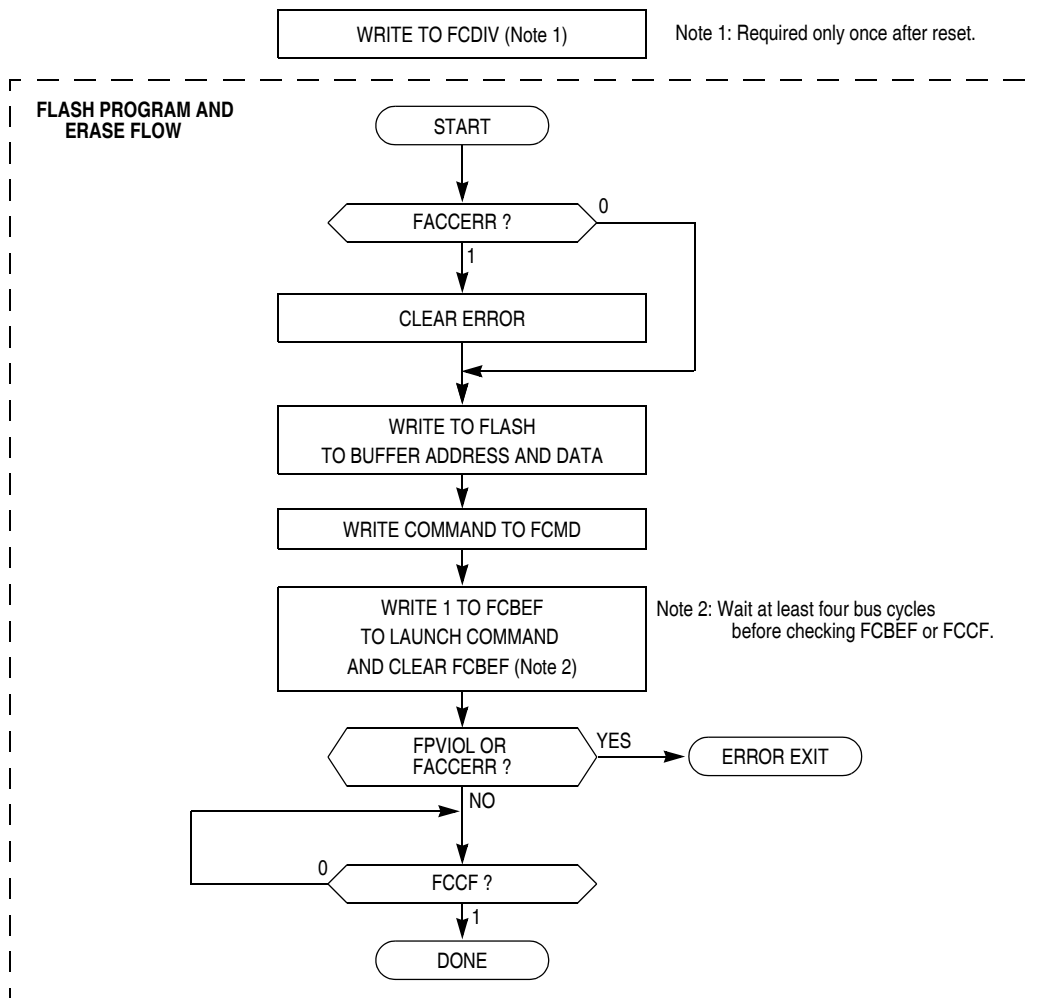 WRITE TO FCDIV (Note 1)
Note 1: Required only once after reset.
FLASH PROGRAM AND
ERASE FLOW
START
FACCERR ?
0
1
CLEAR ERROR
WRITE TO FLASH
TO BUFFER ADDRESS AND DATA
WRITE COMMAND TO FCMD
WRITE 1 TO FCBEF
TO LAUNCH COMMAND
AND CLEAR FCBEF (Note 2)
Note 2: Wait at least four bus cycles
before checking FCBEF or FCCF.
FPVIOL OR
FACCERR ?
YES
ERROR EXIT
NO
0
FCCF ?
1
DONE